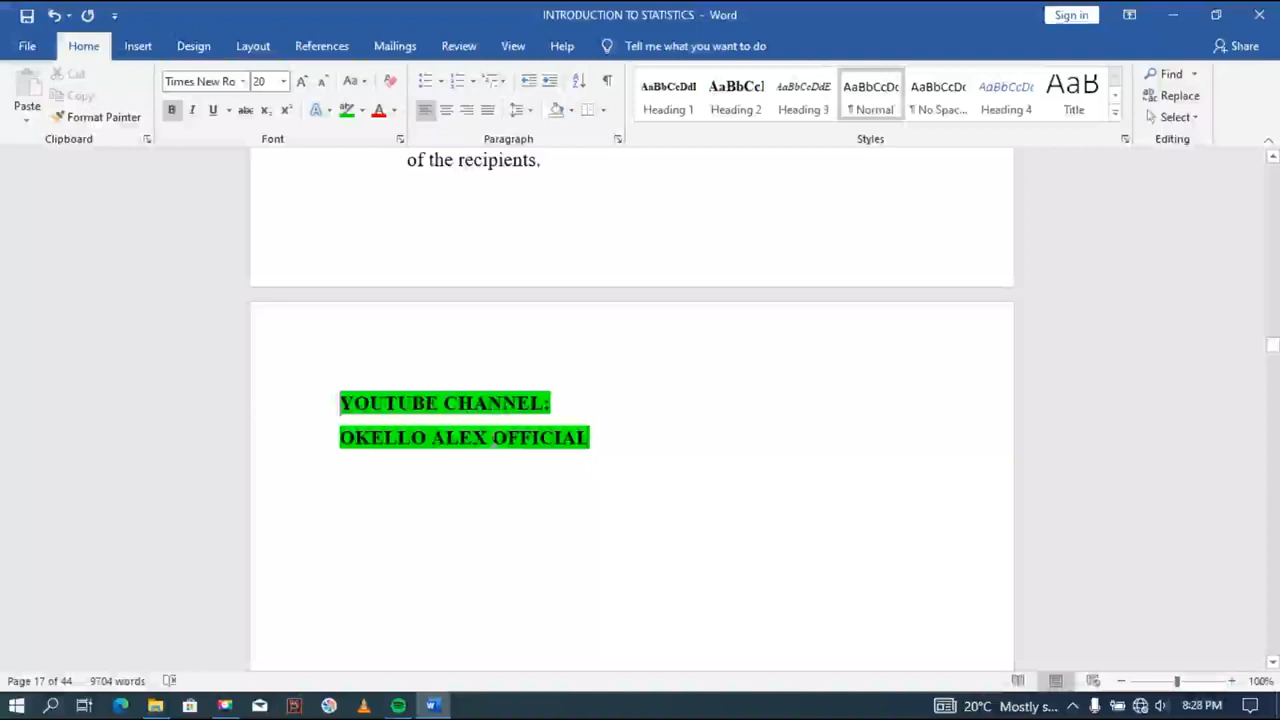 INTRODUCTION TO STATISTICS - Word
Sign in
File Home Insert Design Layout References Mailings Review View Help Tell me what you want to do Share
Paste
Cut
Copy
Format Painter
Clipboard
Times New Ro 20
Font
Paragraph
AaBbCcDdI AaBbCcI AaBbCcDdE AaBbCcDc AaBbCcDc AaBbCcDc AaB
Heading 1 Heading 2 Heading 3 ¶ Normal ¶ No Spac... Heading 4 Title
Styles
Find
Replace
Select
Editing
of the recipients.
YOUTUBE CHANNEL:
OKELLO ALEX OFFICIAL
Page 17 of 44 9704 words 100%
20°C Mostly s... 8:28 PM